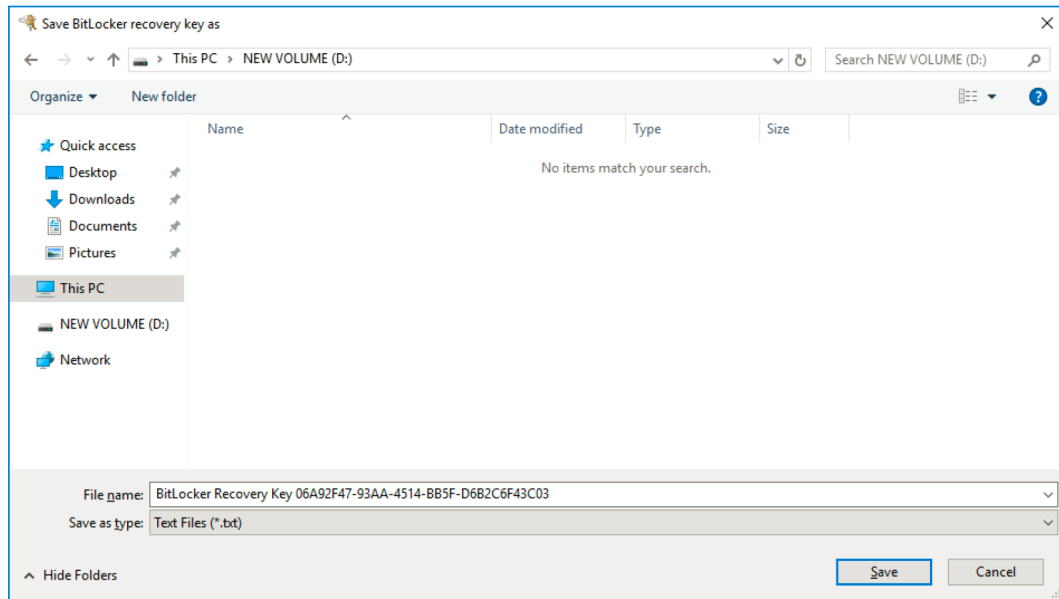 Save BitLocker recovery key as
This PC > NEW VOLUME (D:)
Search NEW VOLUME (D:)
Organize
New folder
?
Name
Date modified
Type
Size
No items match your search.
Quick access
Desktop
Downloads
Documents
Pictures
This PC
NEW VOLUME (D:)
Network
File name: BitLocker Recovery Key 06A92F47-93AA-4514-BB5F-D6B2C6F43C03
Save as type: Text Files (*.txt)
Hide Folders
Save
Cancel